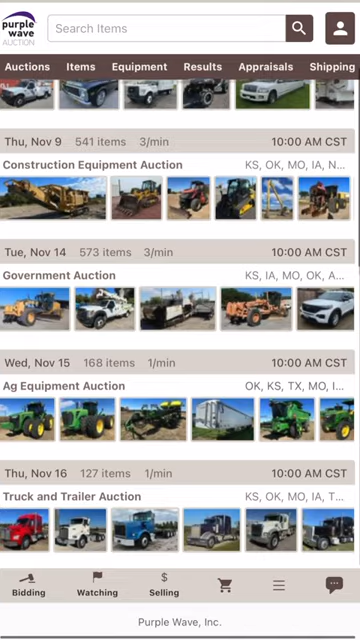 purple
wave
AUCTION
Search Items
Auctions Items Equipment Results Appraisals Shipping
Thu, Nov 9 541 items 3/min 10:00 AM CST
Construction Equipment Auction KS, OK, MO, IA, N...
Tue, Nov 14 573 items 3/min 10:00 AM CST
Government Auction KS, IA, MO, OK, A...
Wed, Nov 15 168 items 1/min 10:00 AM CST
Ag Equipment Auction OK, KS, TX, MO, I...
Thu, Nov 16 127 items 1/min 10:00 AM CST
Truck and Trailer Auction KS, OK, MO, IA, T...
$
Bidding Watching Selling
Purple Wave, Inc.